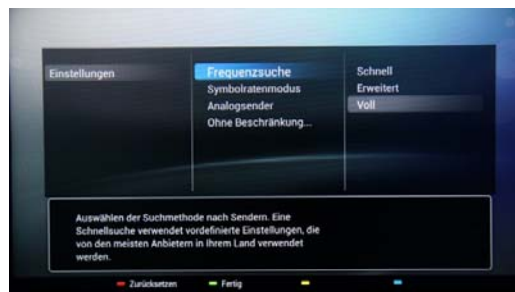 Einstellungen
Frequenzsuche
Symbolratenmodus
Analogsender
Ohne Beschränkung...
Schnell
Erweitert
Voll
Auswählen der Suchmethode nach Sendern. Eine
Schnellsuche verwendet vordefinierte Einstellungen, die
von den meisten Anbietern in Ihrem Land verwendet
werden.
Zurücksetzen Fertig